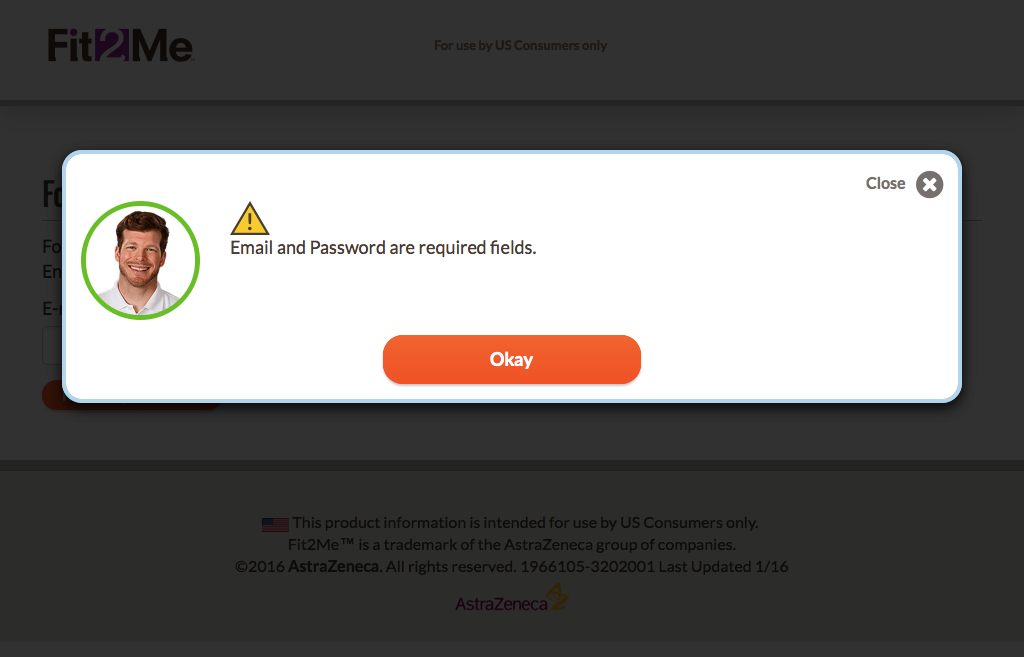 Fit2Me
For use by US Consumers only
Close
Email and Password are required fields.
Okay
Fo
En
This product information is intended for use by US Consumers only.
Fit2Me™ is a trademark of the AstraZeneca group of companies.
©2016 AstraZeneca. All rights reserved. 1966105-3202001 Last Updated 1/16
AstraZeneca